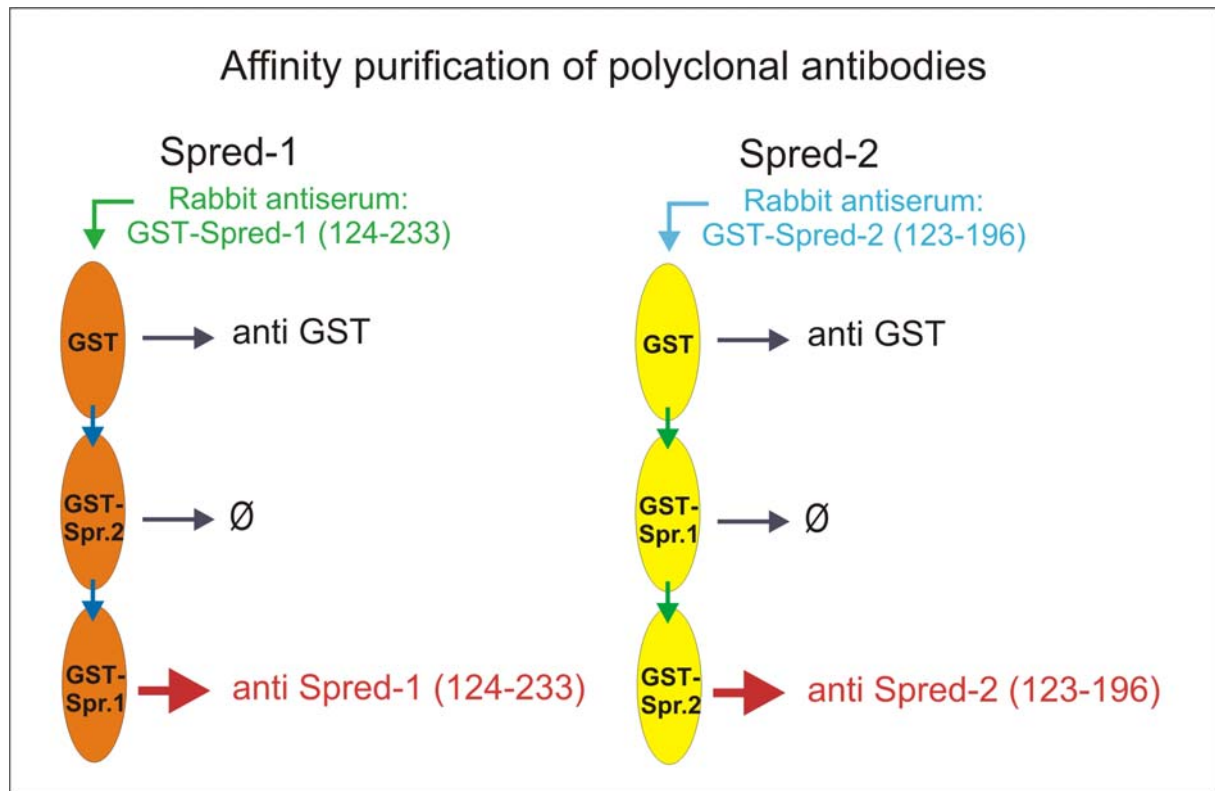 Affinity purification of polyclonal antibodies
Spred-1
Rabbit antiserum:
GST-Spred-1 (124-233)
GST
anti GST
GST-
Spr.2
Ø
GST-
Spr.1
anti Spred-1 (124-233)
Spred-2
Rabbit antiserum:
GST-Spred-2 (123-196)
GST
anti GST
GST-
Spr.1
Ø
GST-
Spr.2
anti Spred-2 (123-196)